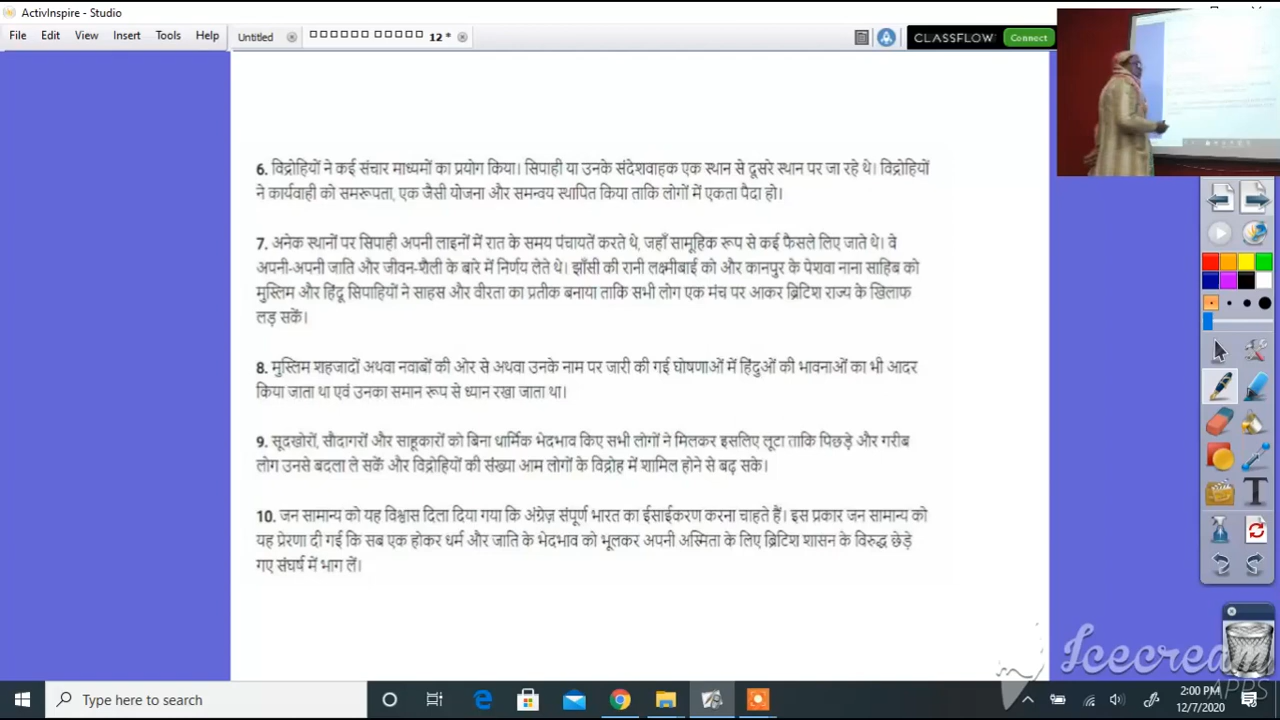 ActivInspire - Studio
File Edit View Insert Tools Help
Untitled
12 *
CLASSFLOW
Connect
6. विद्रोहियों ने कई संचार माध्यमों का प्रयोग किया। सिपाही या उनके संदेशवाहक एक स्थान से दूसरे स्थान पर जा रहे थे। विद्रोहियों
ने कार्यवाही को समरूपता, एक जैसी योजना और समन्वय स्थापित किया ताकि लोगों में एकता पैदा हो।
7. अनेक स्थानों पर सिपाही अपनी लाइनों में रात के समय पंचायतें करते थे, जहाँ सामूहिक रूप से कई फैसले लिए जाते थे। वे
अपनी-अपनी जाति और जीवन-शैली के बारे में निर्णय लेते थे। झाँसी की रानी लक्ष्मीबाई को और कानपुर के पेशवा नाना साहिब को
मुस्लिम और हिंदू सिपाहियों ने साहस और वीरता का प्रतीक बनाया ताकि सभी लोग एक मंच पर आकर ब्रिटिश राज्य के खिलाफ
लड़ सकें।
8. मुस्लिम शहजादों अथवा नवाबों की ओर से अथवा उनके नाम पर जारी की गई घोषणाओं में हिंदुओं की भावनाओं का भी आदर
किया जाता था एवं उनका समान रूप से ध्यान रखा जाता था।
9. सूदखोरों, सौदागरों और साहूकारों को बिना धार्मिक भेदभाव किए सभी लोगों ने मिलकर इसलिए लूटा ताकि पिछड़े और गरीब
लोग उनसे बदला ले सकें और विद्रोहियों की संख्या आम लोगों के विद्रोह में शामिल होने से बढ़ सके।
10. जन सामान्य को यह विश्वास दिला दिया गया कि अंग्रेज़ संपूर्ण भारत का ईसाईकरण करना चाहते हैं। इस प्रकार जन सामान्य को
यह प्रेरणा दी गई कि सब एक होकर धर्म और जाति के भेदभाव को भूलकर अपनी अस्मिता के लिए ब्रिटिश शासन के विरुद्ध छेड़े
गए संघर्ष में भाग लें।
Icecream
APPS
Type here to search
2:00 PM
12/7/2020